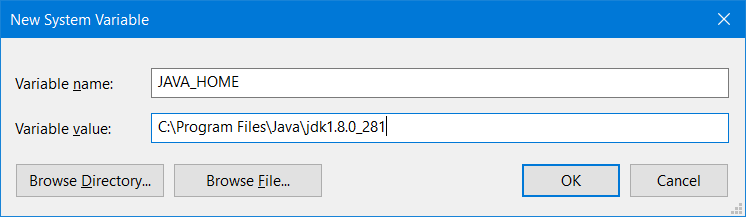 New System Variable
Variable name: JAVA_HOME
Variable value: C:\Program Files\Java\jdk1.8.0_281
Browse Directory... Browse File... OK Cancel